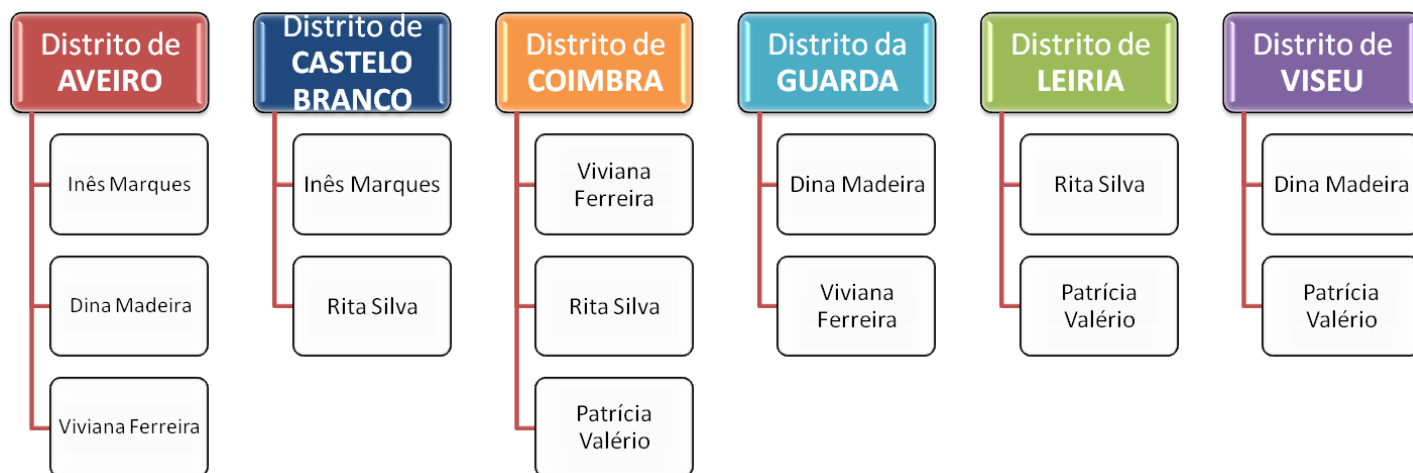 Distrito de
AVEIRO
Inês Marques
Dina Madeira
Viviana Ferreira
Distrito de
CASTELO
BRANCO
Inês Marques
Rita Silva
Distrito de
COIMBRA
Viviana
Ferreira
Rita Silva
Patrícia
Valério
Distrito da
GUARDA
Dina Madeira
Viviana
Ferreira
Distrito de
LEIRIA
Rita Silva
Patrícia
Valério
Distrito de
VISEU
Dina Madeira
Patrícia
Valério